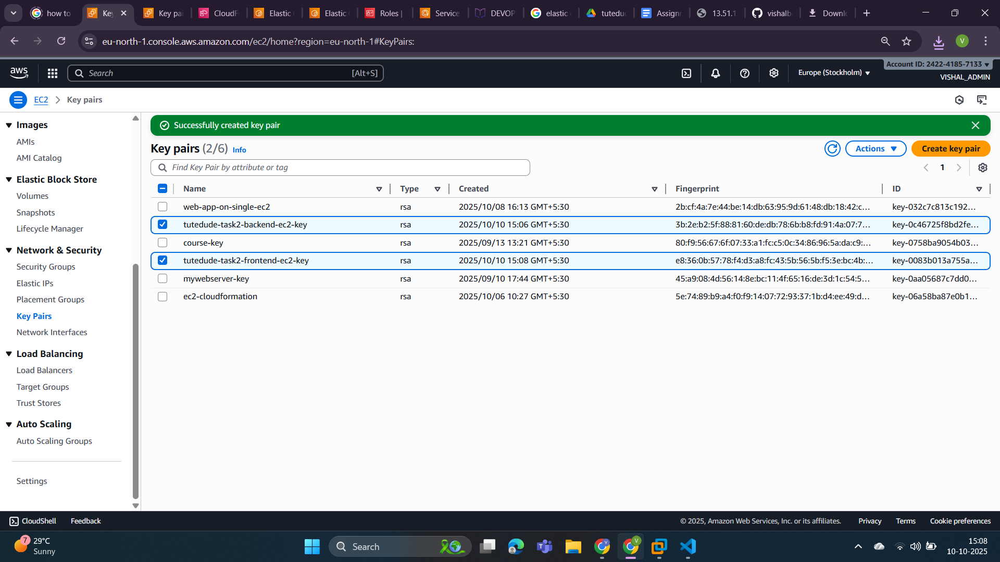 how to
Key
Key pai
CloudF
Elastic
Elastic
Roles |
Service
DEVOP
elastic
tutedu
Assignr
13.51.1
vishalb
Downlo
eu-north-1.console.aws.amazon.com/ec2/home?region=eu-north-1#KeyPairs:
V
aws
Search
[Alt+S]
Europe (Stockholm)
Account ID: 2422-4185-7133
VISHAL_ADMIN
EC2
Key pairs
Images
AMIs
AMI Catalog
Elastic Block Store
Volumes
Snapshots
Lifecycle Manager
Network & Security
Security Groups
Elastic IPs
Placement Groups
Key Pairs
Network Interfaces
Load Balancing
Load Balancers
Target Groups
Trust Stores
Auto Scaling
Auto Scaling Groups
Settings
Successfully created key pair
Key pairs (2/6) Info
Actions
Create key pair
Find Key Pair by attribute or tag
1
Name Type Created Fingerprint ID
web-app-on-single-ec2 rsa 2025/10/08 16:13 GMT+5:30 2b:cf:4a:7e:44:be:14:db:63:95:9d:61:48:db:18:42:c... key-032c7c813c192...
tutedude-task2-backend-ec2-key rsa 2025/10/10 15:06 GMT+5:30 3b:2e:b2:5f:88:81:60:de:db:78:6b:b8:fd:91:4a:07:7... key-0c46725f8bd2fe...
course-key rsa 2025/09/13 13:21 GMT+5:30 80:f9:56:67:6f:07:33:a1:fc:c5:0c:34:86:96:5a:da:c9:... key-0758ba9054b03...
tutedude-task2-frontend-ec2-key rsa 2025/10/10 15:08 GMT+5:30 e8:36:0b:57:78:f4:d3:a8:fc:43:5b:56:5b:f5:3e:bc:4b:... key-0083b013a755a...
mywebserver-key rsa 2025/09/10 17:44 GMT+5:30 45:a9:08:4d:56:14:8e:bc:11:4f:65:16:de:3d:1c:54:5... key-0aa05687c7dd0...
ec2-cloudformation rsa 2025/10/06 10:27 GMT+5:30 5e:74:89:b9:a4:f0:f9:14:07:72:93:37:1b:d4:ee:49:d... key-06a58ba87e0b1...
CloudShell Feedback
© 2025, Amazon Web Services, Inc. or its affiliates. Privacy Terms Cookie preferences
7
29°C
Sunny
Search
V
V
15:08
10-10-2025